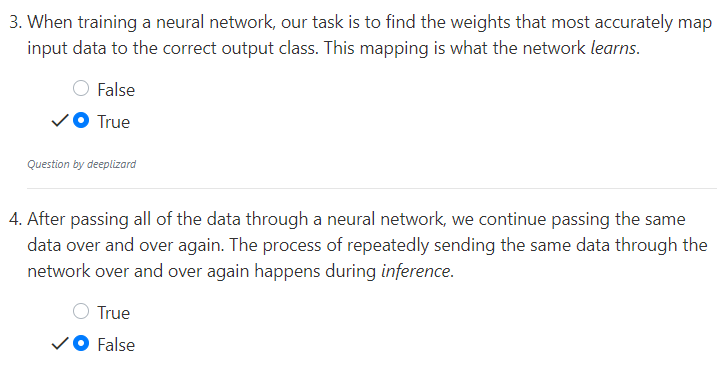 3. When training a neural network, our task is to find the weights that most accurately map
input data to the correct output class. This mapping is what the network learns.
False
True
Question by deeplizard
4. After passing all of the data through a neural network, we continue passing the same
data over and over again. The process of repeatedly sending the same data through the
network over and over again happens during inference.
True
False